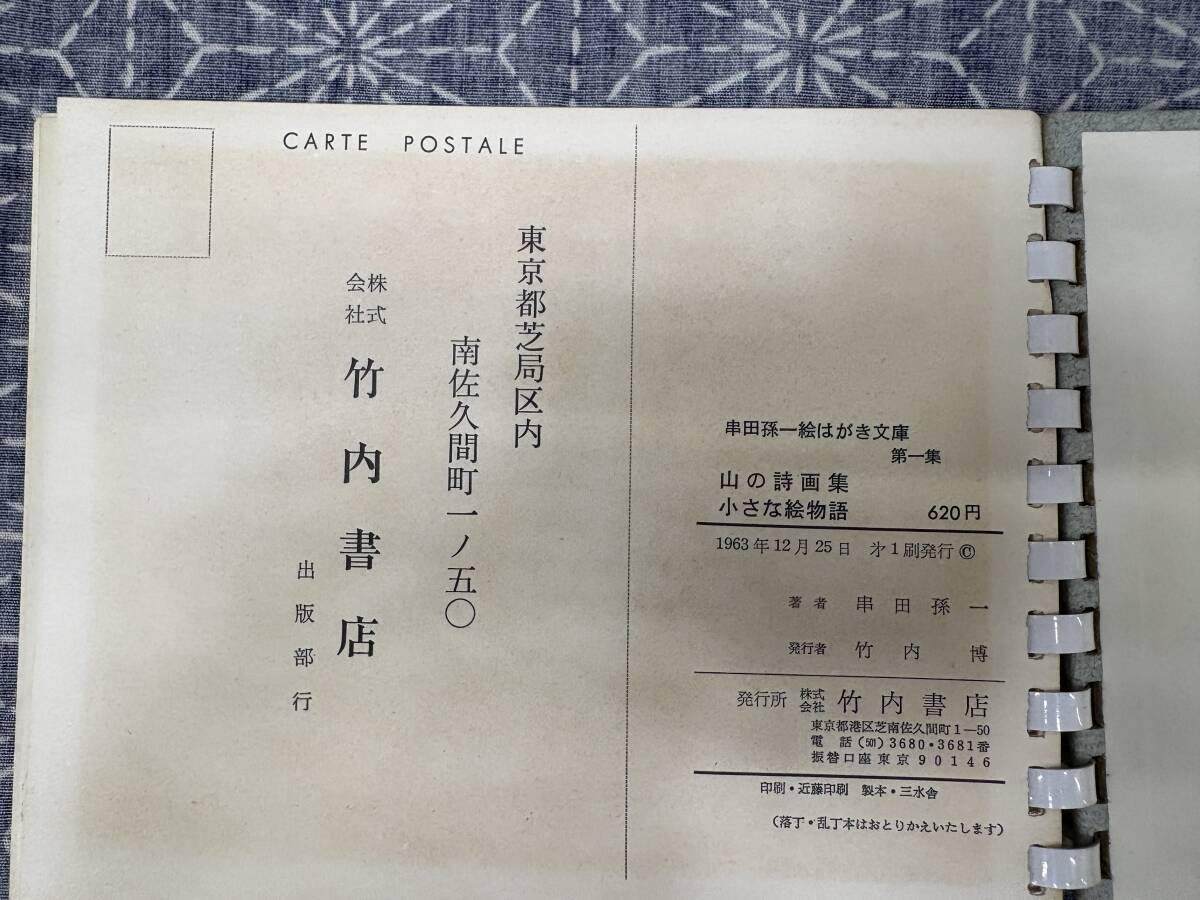 CARTE POSTALE
東京都芝局区内
南佐久間町一ノ五〇
株式会社 竹内書店
出版部行
串田孫一絵はがき文庫
第一集
山の詩画集
小さな絵物語 620円
1963年12月25日 才1刷発行 ©
著者 串田孫一
発行者 竹内 博
発行所 株式会社 竹内書店
東京都港区芝南佐久間町1—50
電話 (501) 3680・3681番
振替口座東京90146
印刷・近藤印刷 製本・三水舎
(落丁・乱丁本はおとりかえいたします)